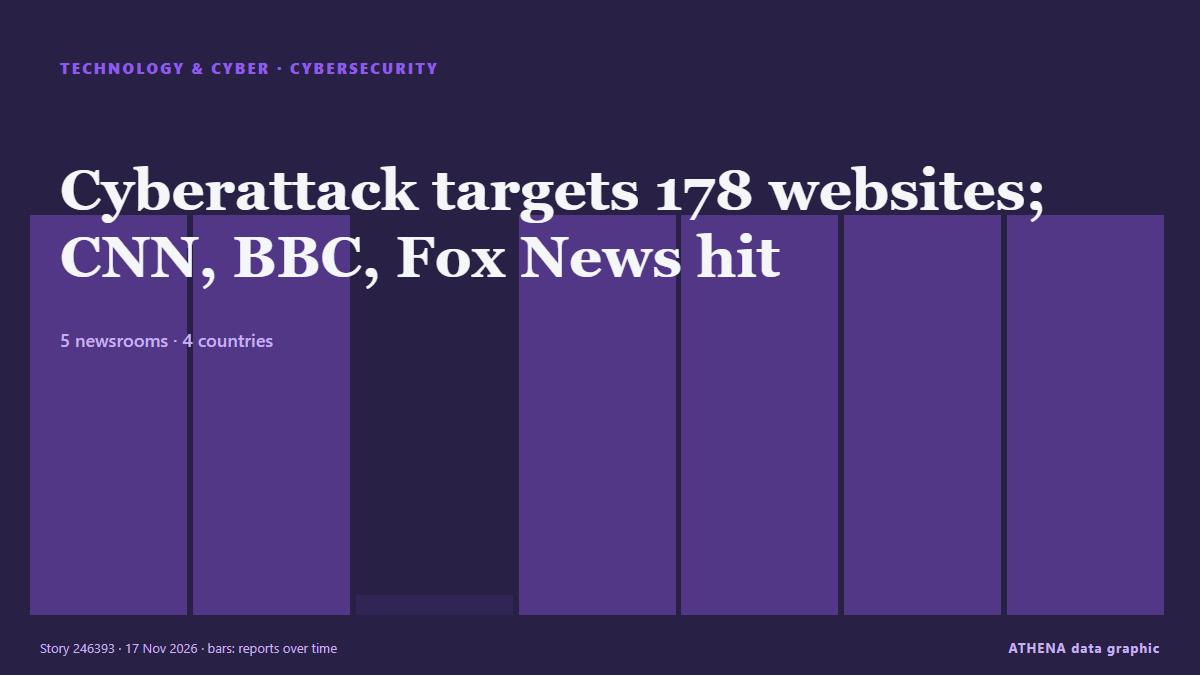 TECHNOLOGY & CYBER · CYBERSECURITY
Cyberattack targets 178 websites;
CNN, BBC, Fox News hit
5 newsrooms · 4 countries
Story 246393 · 17 Nov 2026 · bars: reports over time
ATHENA data graphic